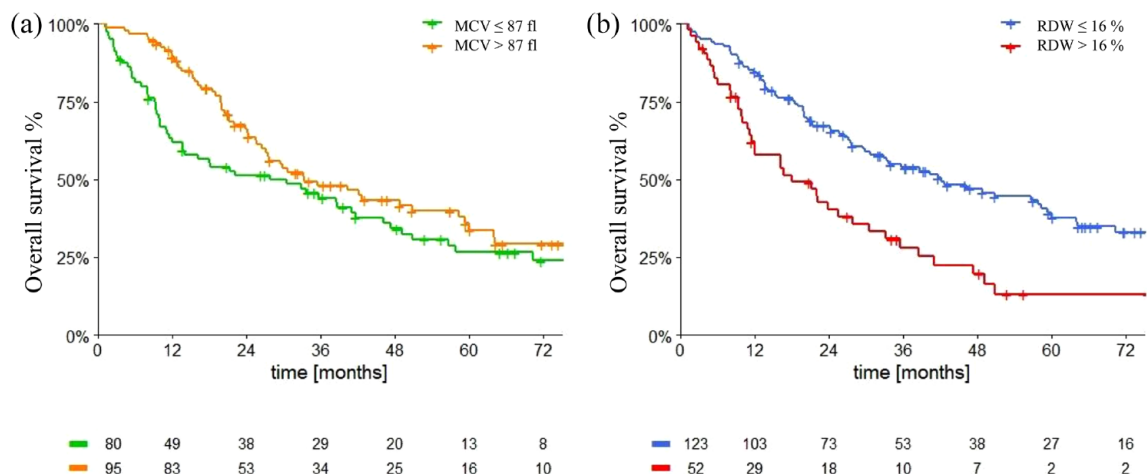 (a)
MCV ≤ 87 fl
MCV > 87 fl
100%
75%
50%
25%
0%
Overall survival %
0 12 24 36 48 60 72
time [months]
80 49 38 29 20 13 8
95 83 53 34 25 16 10
(b)
RDW ≤ 16 %
RDW > 16 %
100%
75%
50%
25%
0%
Overall survival %
0 12 24 36 48 60 72
time [months]
123 103 73 53 38 27 16
52 29 18 10 7 2 2